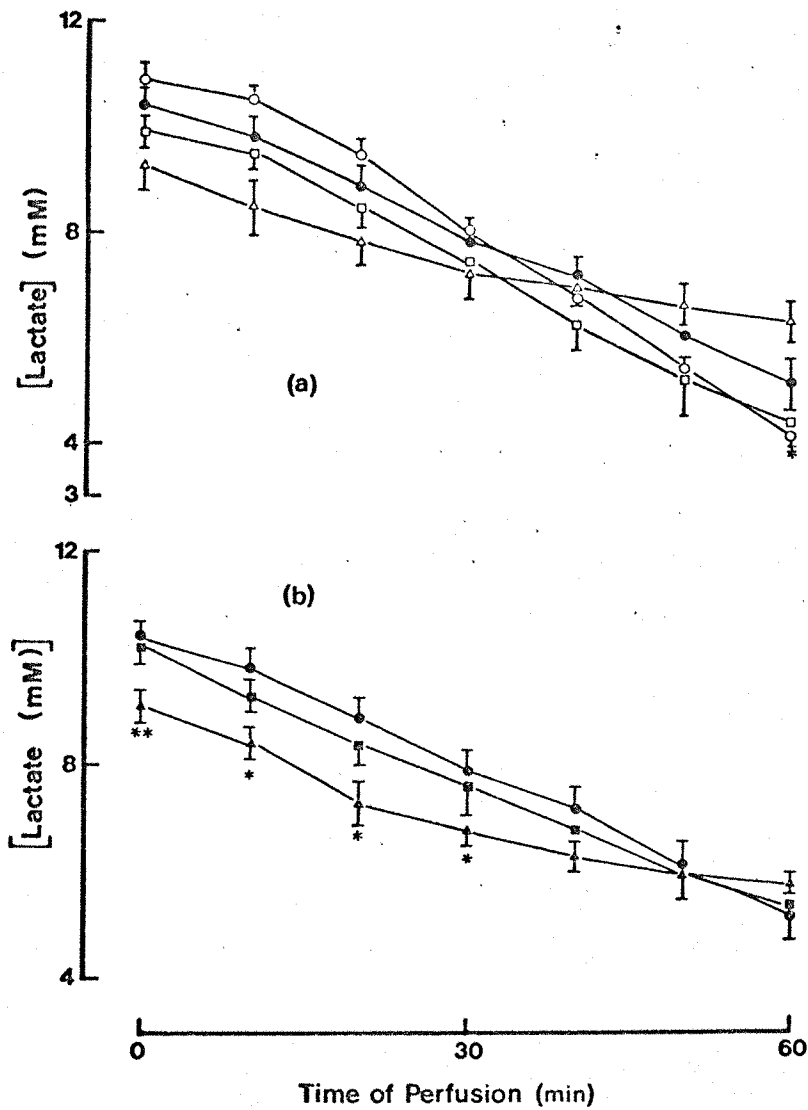 12
8
4
3
[Lactate] (mM)
(a)
*
12
8
4
[Lactate (mM)]
(b)
**
*
*
*
0 30 60
Time of Perfusion (min)